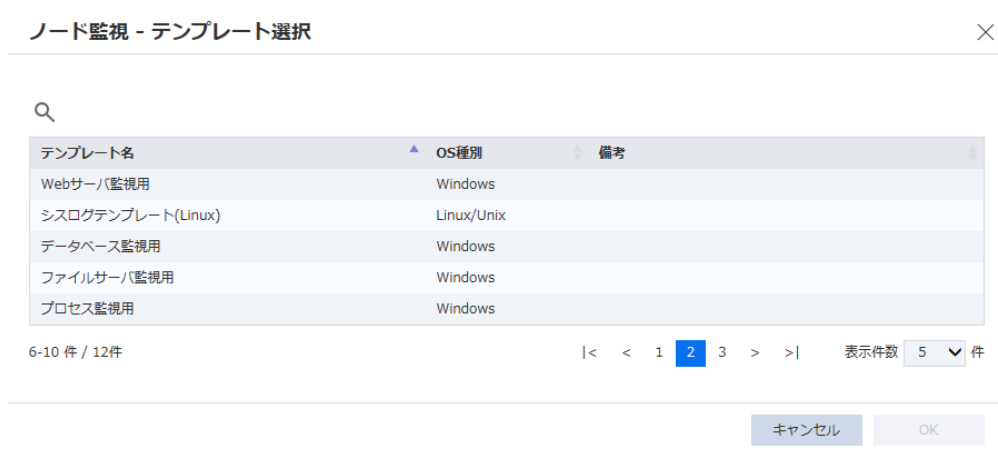 ノード監視 - テンプレート選択
テンプレート名 OS種別 備考
Webサーバ監視用 Windows
シスログテンプレート(Linux) Linux/Unix
データベース監視用 Windows
ファイルサーバ監視用 Windows
プロセス監視用 Windows
6-10 件 / 12件 |< < 1 2 3 > >| 表示件数 5 件
キャンセル OK